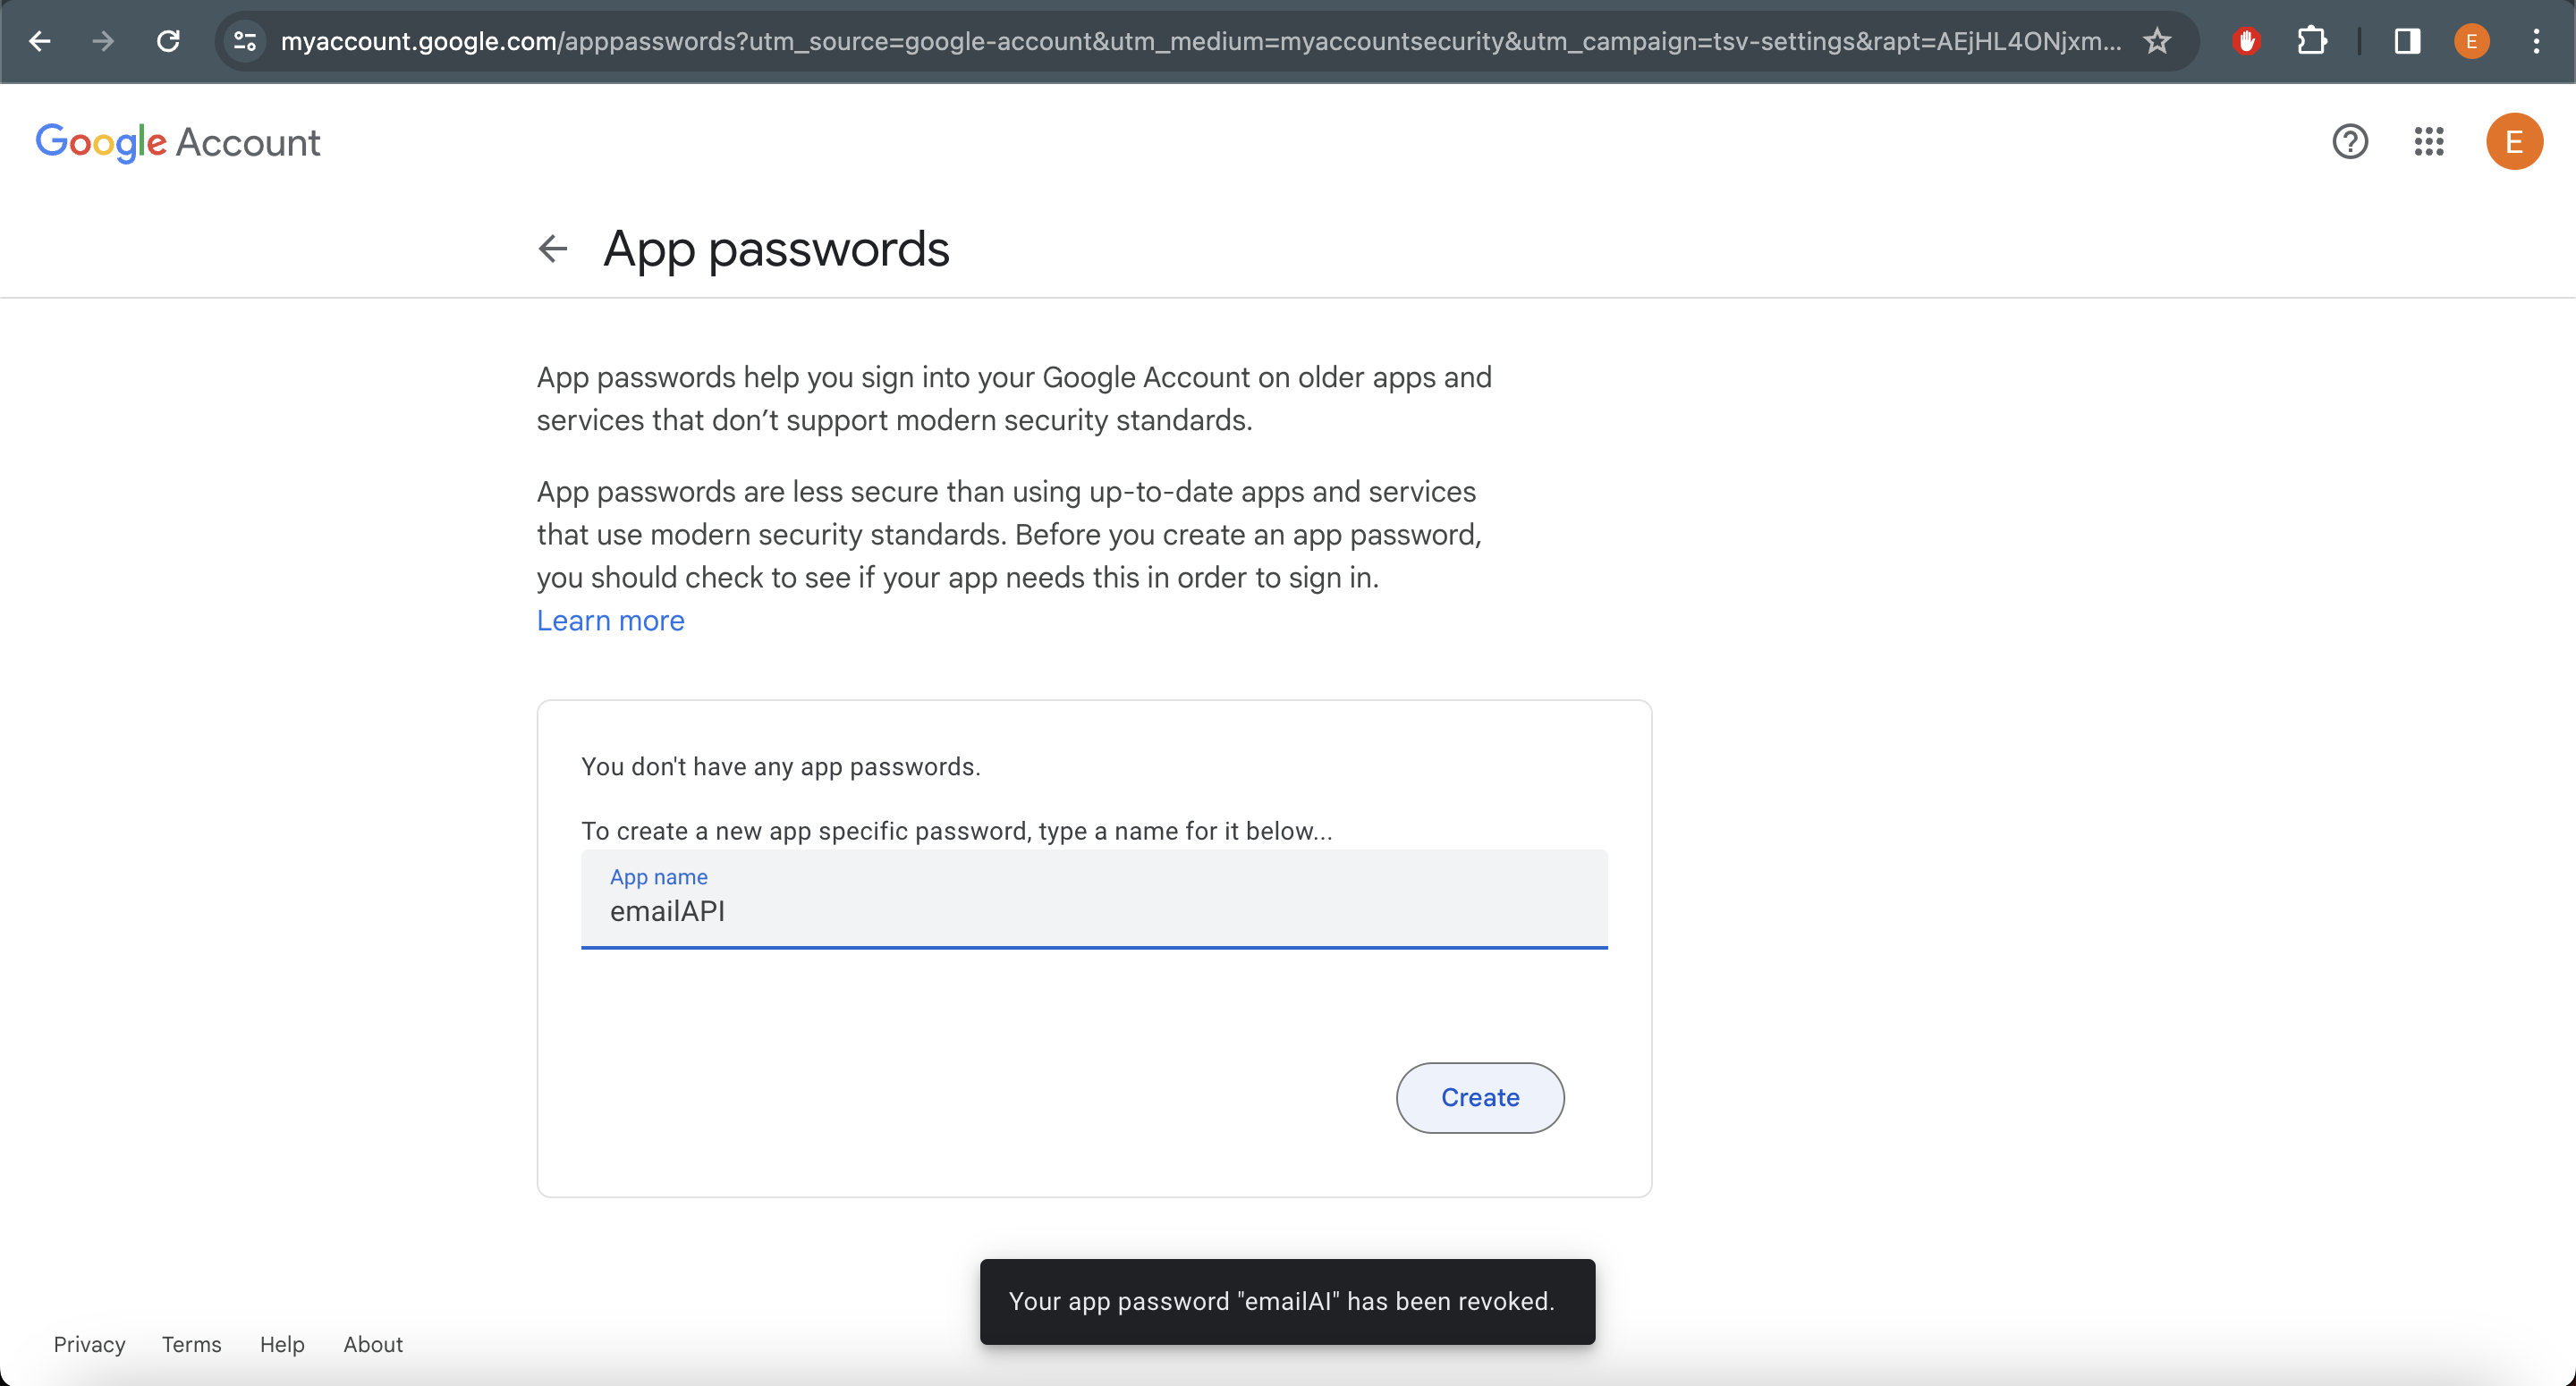 myaccount.google.com/apppasswords?utm_source=google-account&utm_medium=myaccountsecurity&utm_campaign=tsv-settings&rapt=AEjHL4ONjxm...
E
Google Account
E
App passwords
App passwords help you sign into your Google Account on older apps and
services that don’t support modern security standards.
App passwords are less secure than using up-to-date apps and services
that use modern security standards. Before you create an app password,
you should check to see if your app needs this in order to sign in.
Learn more
You don't have any app passwords.
To create a new app specific password, type a name for it below...
App name
emailAPI
Create
Your app password "emailAI" has been revoked.
Privacy Terms Help About